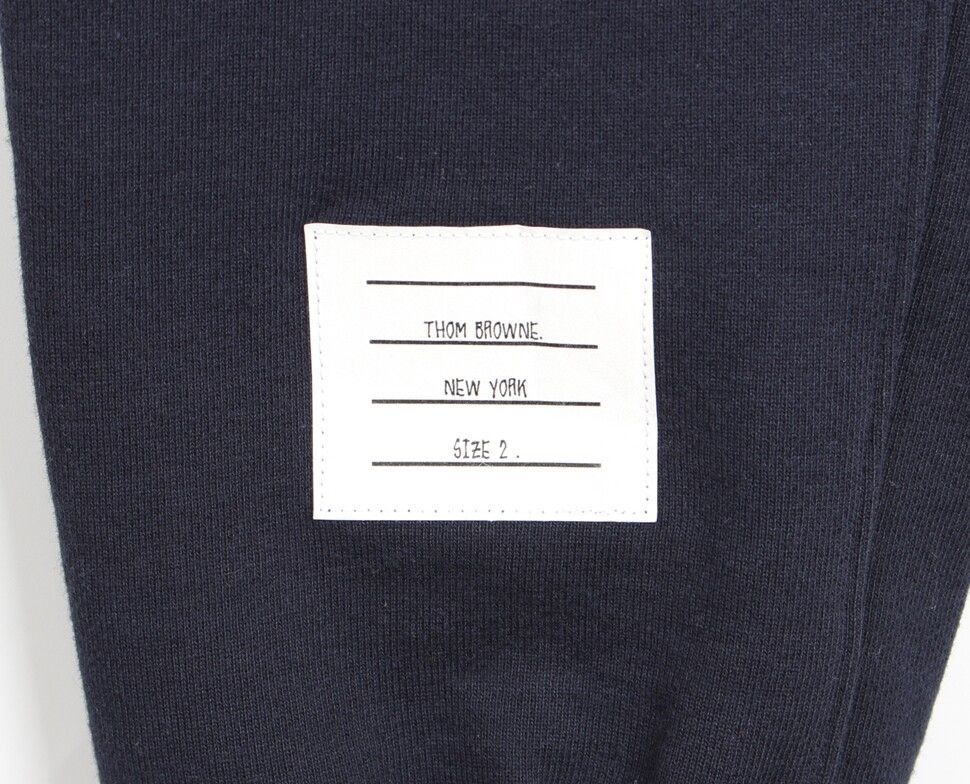 THOM BROWNE.
NEW YORK
SIZE 2 .